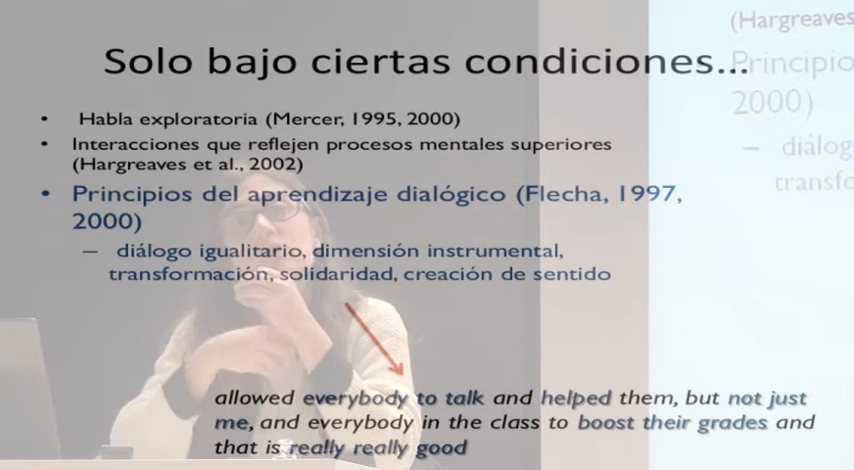 Solo bajo ciertas condiciones...
• Habla exploratoria (Mercer, 1995, 2000)
• Interacciones que reflejen procesos mentales superiores
(Hargreaves et al., 2002)
• Principios del aprendizaje dialógico (Flecha, 1997,
2000)
– diálogo igualitario, dimensión instrumental,
transformación, solidaridad, creación de sentido
allowed everybody to talk and helped them, but not just
me, and everybody in the class to boost their grades and
that is really really good
(Hargreaves
Principio
2000)
– diálog
transfo